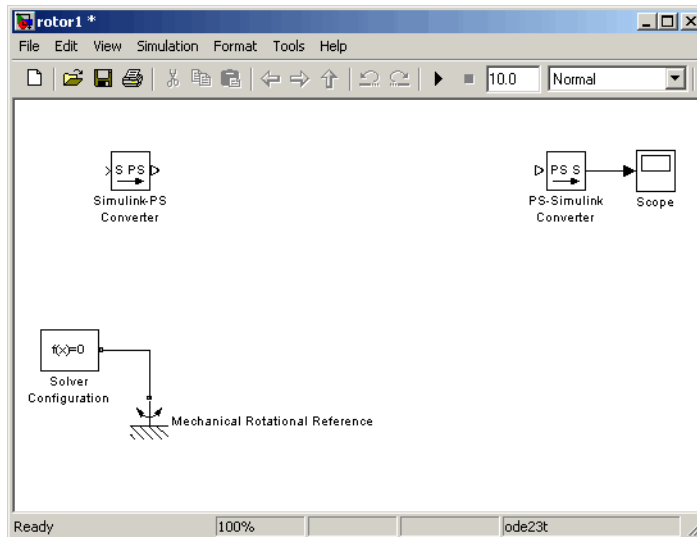 rotor1 *
File Edit View Simulation Format Tools Help
10.0 Normal
S PS
Simulink-PS
Converter
PS S
PS-Simulink
Converter
Scope
f(x)=0
Solver
Configuration
Mechanical Rotational Reference
Ready 100% ode23t